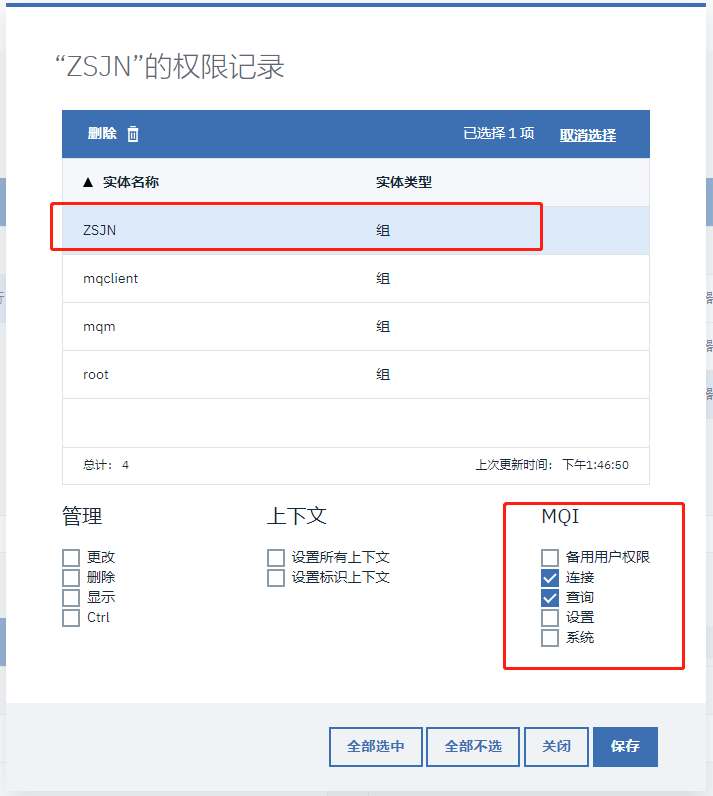 “ZSJN”的权限记录
删除 已选择 1 项 取消选择
▲ 实体名称 实体类型
ZSJN 组
mqclient 组
mqm 组
root 组
总计： 4 上次更新时间： 下午1:46:50
管理 上下文 MQI
更改 设置所有上下文 备用用户权限
删除 设置标识上下文 连接
显示 查询
Ctrl 设置
系统
全部选中 全部不选 关闭 保存